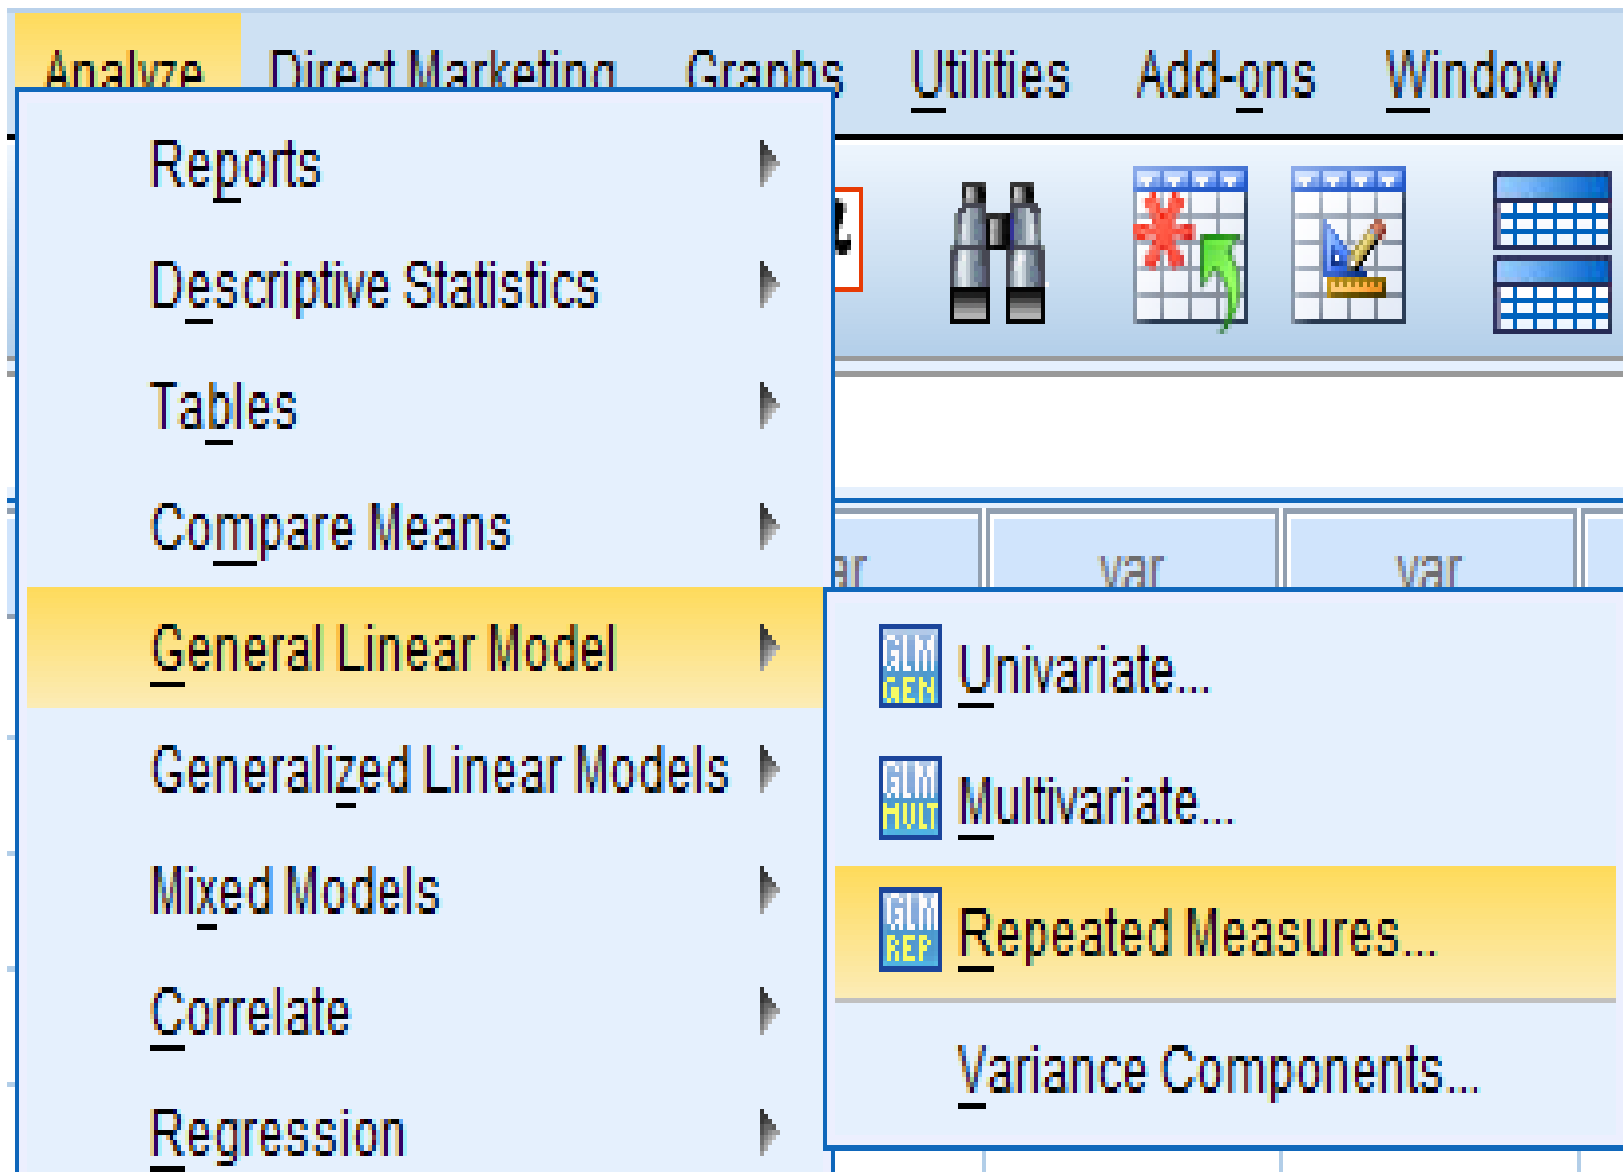 Analyze Direct Marketing Graphs Utilities Add-ons Window
Reports
Descriptive Statistics
Tables
Compare Means
var var
General Linear Model
GLM GEN Univariate...
Generalized Linear Models
GLM MULT Multivariate...
Mixed Models
GLM REP Repeated Measures...
Correlate
Variance Components...
Regression